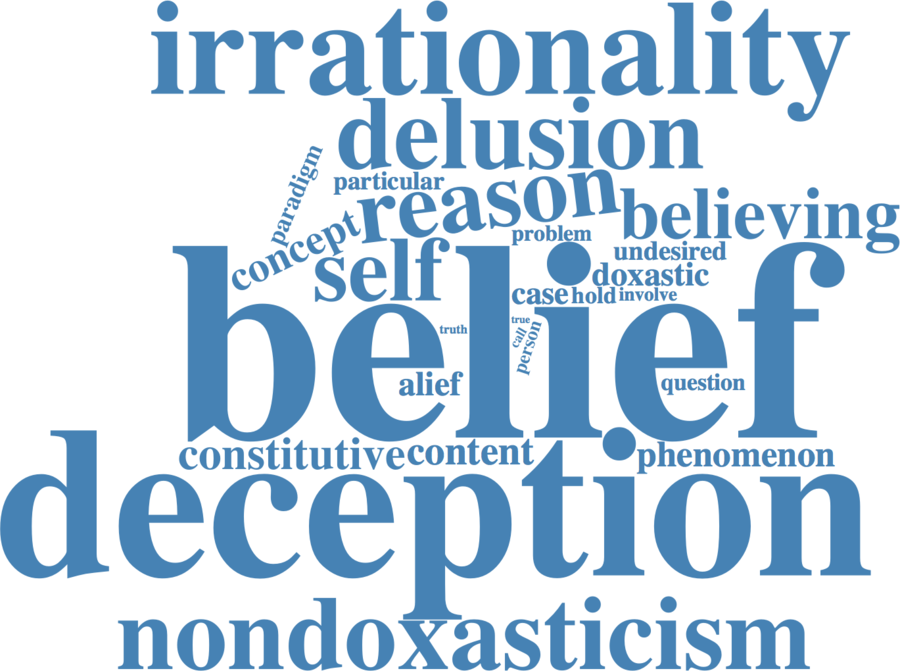 irrationality
delusion
paradigm
particular
reason
believing
concept
problem
undesired
self
doxastic
case hold involve
belief
true
truth
call
person
alief
question
constitutive content phenomenon
deception
nondoxasticism